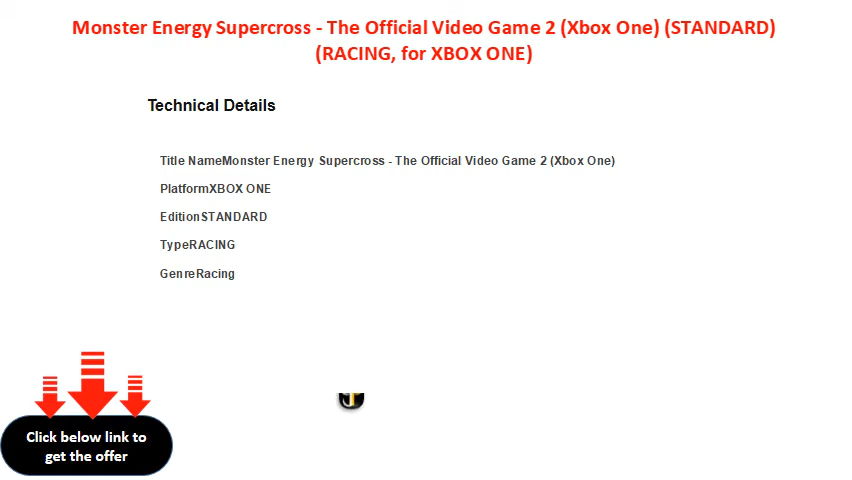 Monster Energy Supercross - The Official Video Game 2 (Xbox One) (STANDARD)
(RACING, for XBOX ONE)
Technical Details
Title NameMonster Energy Supercross - The Official Video Game 2 (Xbox One)
PlatformXBOX ONE
EditionSTANDARD
TypeRACING
GenreRacing
Click below link to
get the offer